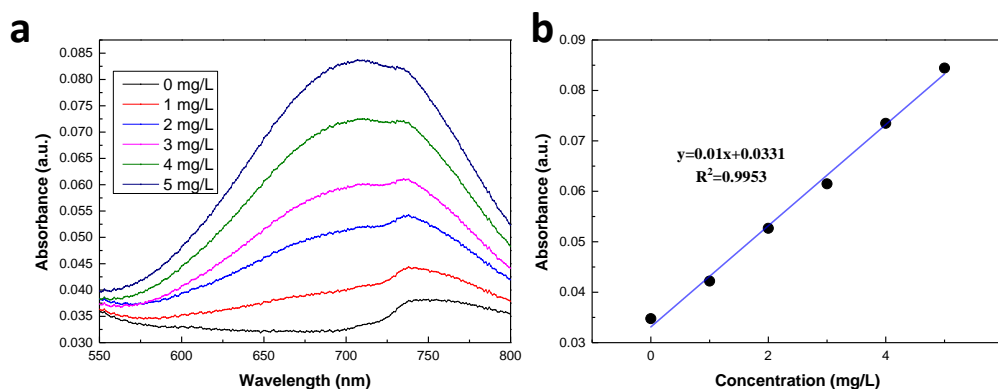 a
Absorbance (a.u.)
0.085
0.080
0.075
0.070
0.065
0.060
0.055
0.050
0.045
0.040
0.035
0.030
0 mg/L
1 mg/L
2 mg/L
3 mg/L
4 mg/L
5 mg/L
550 600 650 700 750 800
Wavelength (nm)
b
Absorbance (a.u.)
0.09
0.08
0.07
0.06
0.05
0.04
0.03
y=0.01x+0.0331
R²=0.9953
0 2 4
Concentration (mg/L)